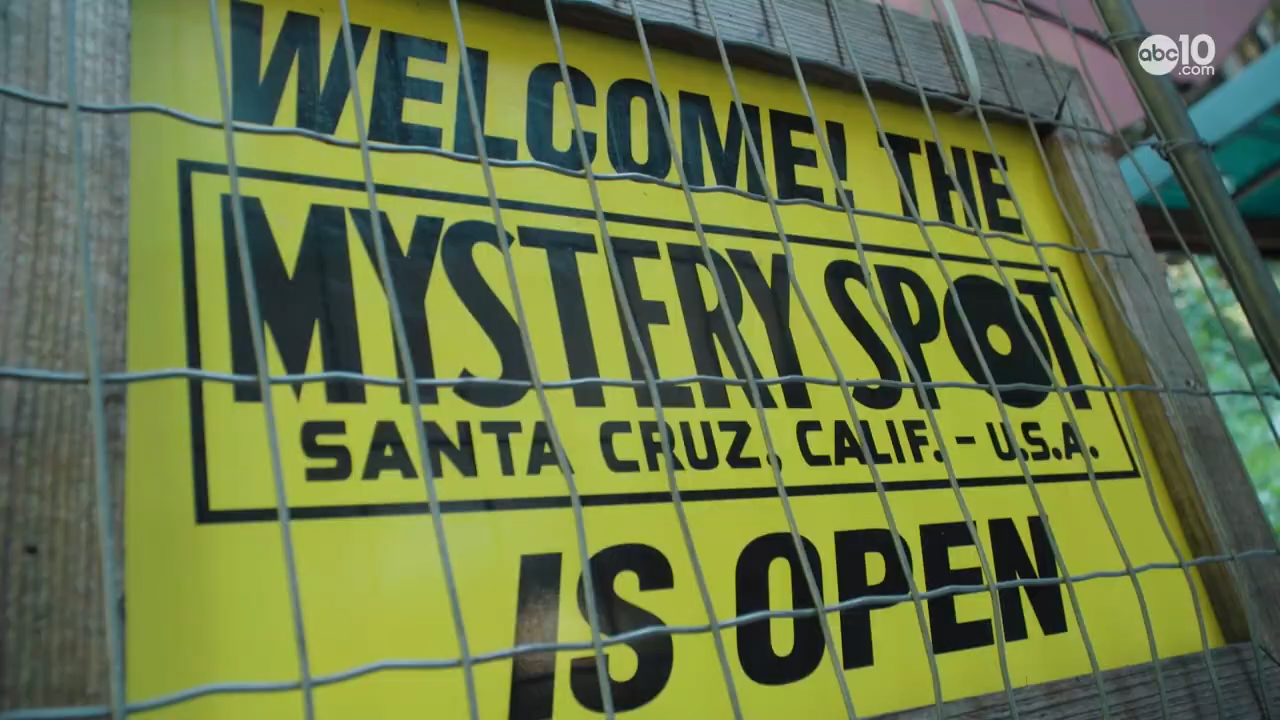 abc10
.com
WELCOME! THE
MYSTERY SPOT
SANTA CRUZ, CALIF. – U.S.A.
IS OPEN